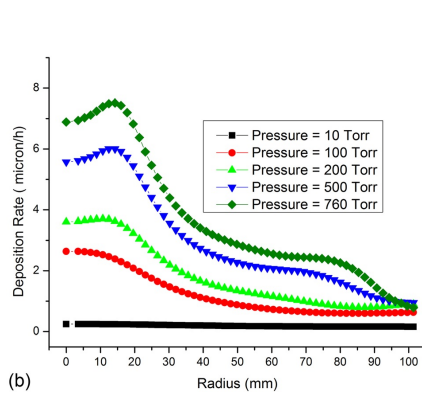 8
6
4
2
0
Deposition Rate ( micron/h)
Pressure = 10 Torr
Pressure = 100 Torr
Pressure = 200 Torr
Pressure = 500 Torr
Pressure = 760 Torr
0 10 20 30 40 50 60 70 80 90 100
Radius (mm)
(b)